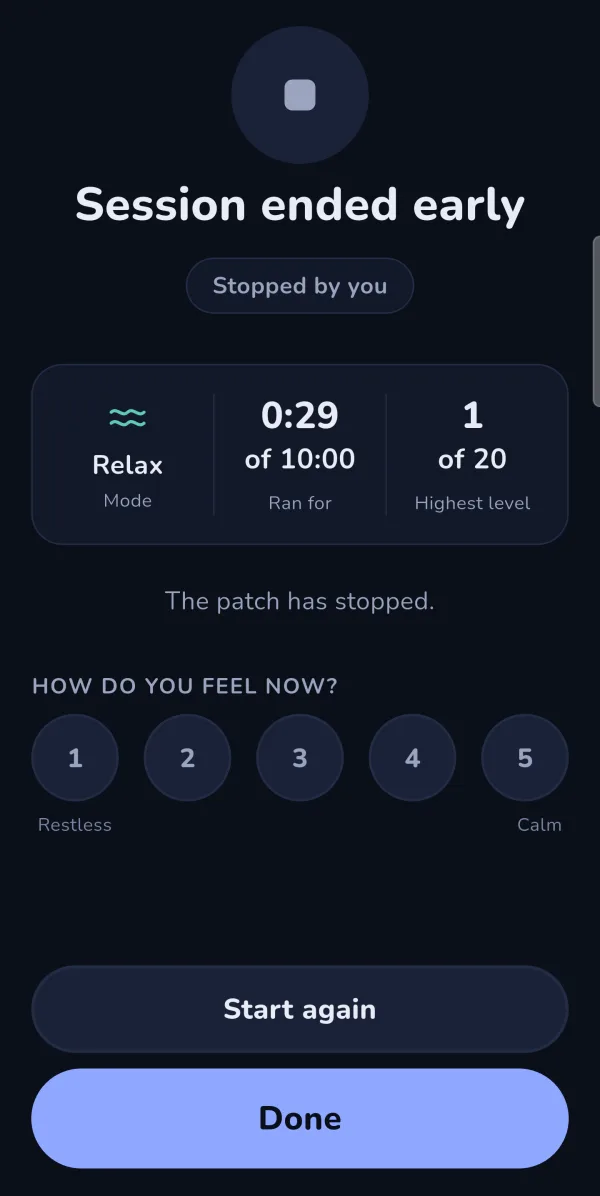 Session ended early
Stopped by you
Relax
Mode
0:29
of 10:00
Ran for
1
of 20
Highest level
The patch has stopped.
HOW DO YOU FEEL NOW?
1 2 3 4 5
Restless Calm
Start again
Done